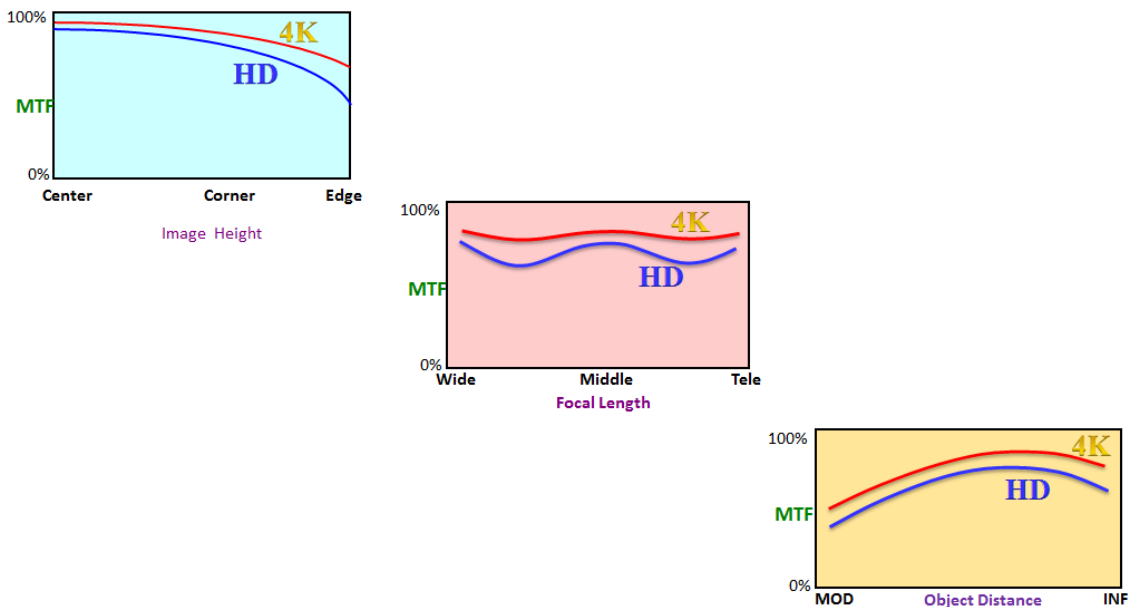 100%
4K
HD
MTF
0%
Center Corner Edge
Image Height
100%
4K
HD
MTF
0%
Wide Middle Tele
Focal Length
100%
4K
HD
MTF
0%
MOD Object Distance INF